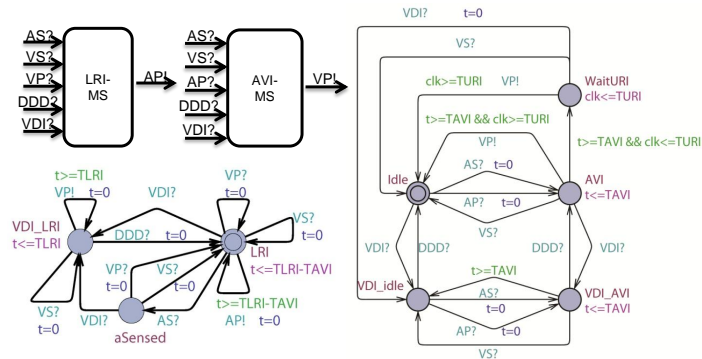 AS?
VS?
VP?
DDD?
VDI?
LRI-
MS
AP!
AS?
VS?
AP?
DDD?
VDI?
AVI-
MS
VP!
t>=TLRI
VP! t=0
VDI?
VP?
t=0
VS?
t=0
VDI_LRI
t<=TLRI
DDD? t=0
LRI
t<=TLRI-TAVI
VP?
t=0
VS?
t=0
t>=TLRI-TAVI
AP! t=0
VS?
t=0
VDI?
AS?
aSensed
VDI? t=0
VS?
clk>=TURI
VP!
WaitURI
clk<=TURI
t>=TAVI && clk>=TURI
VP!
t>=TAVI && clk<=TURI
Idle
AS? t=0
AP? t=0
VS?
AVI
t<=TAVI
VDI?
DDD?
DDD?
VDI?
t>=TAVI
VDI_idle
AS?
t=0
AP? t=0
VDI_AVI
t<=TAVI
VS?